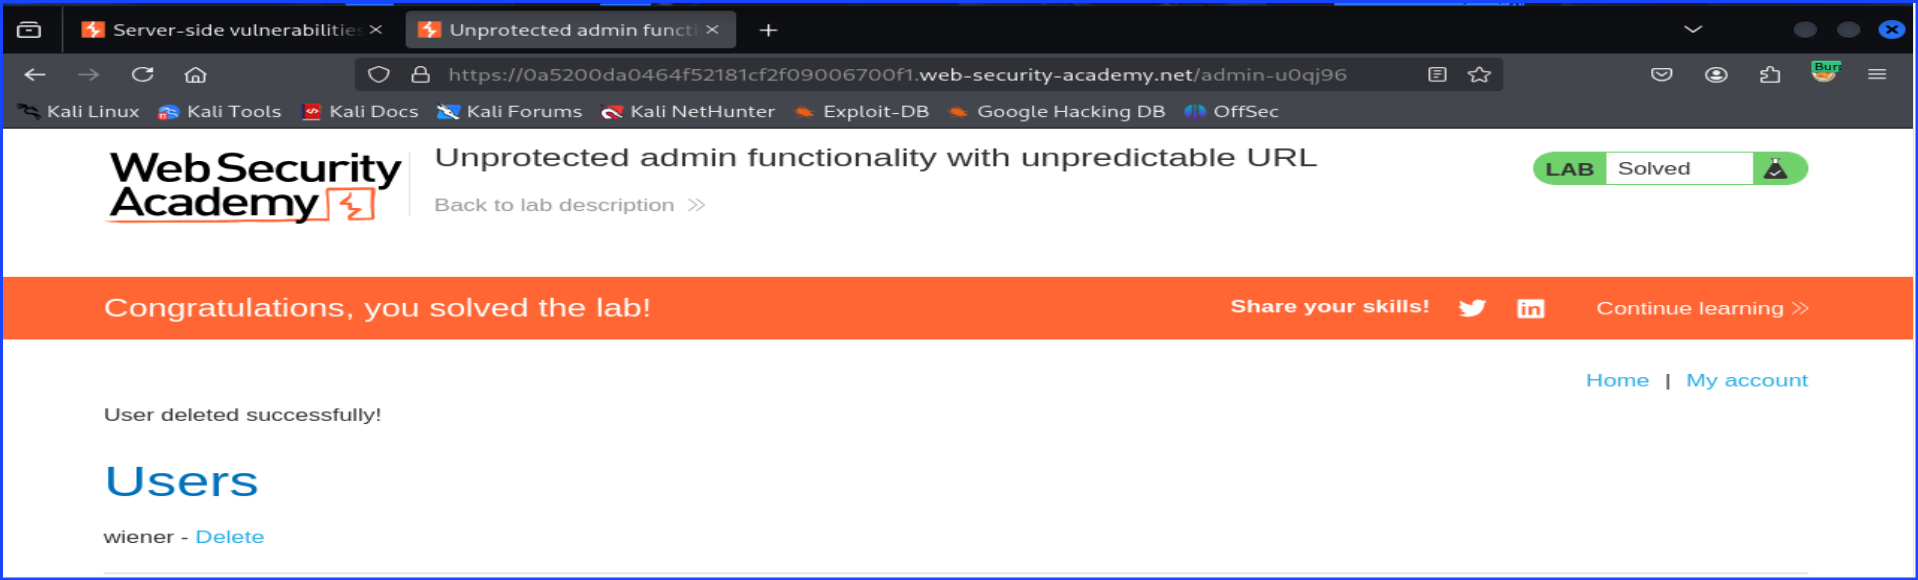 Server-side vulnerabilities
Unprotected admin functi
https://0a5200da0464f52181cf2f09006700f1.web-security-academy.net/admin-u0qj96
Kali Linux Kali Tools Kali Docs Kali Forums Kali NetHunter Exploit-DB Google Hacking DB OffSec
Web Security
Academy
Unprotected admin functionality with unpredictable URL
Back to lab description
LAB Solved
Congratulations, you solved the lab!
Share your skills!
Continue learning
Home | My account
User deleted successfully!
Users
wiener - Delete